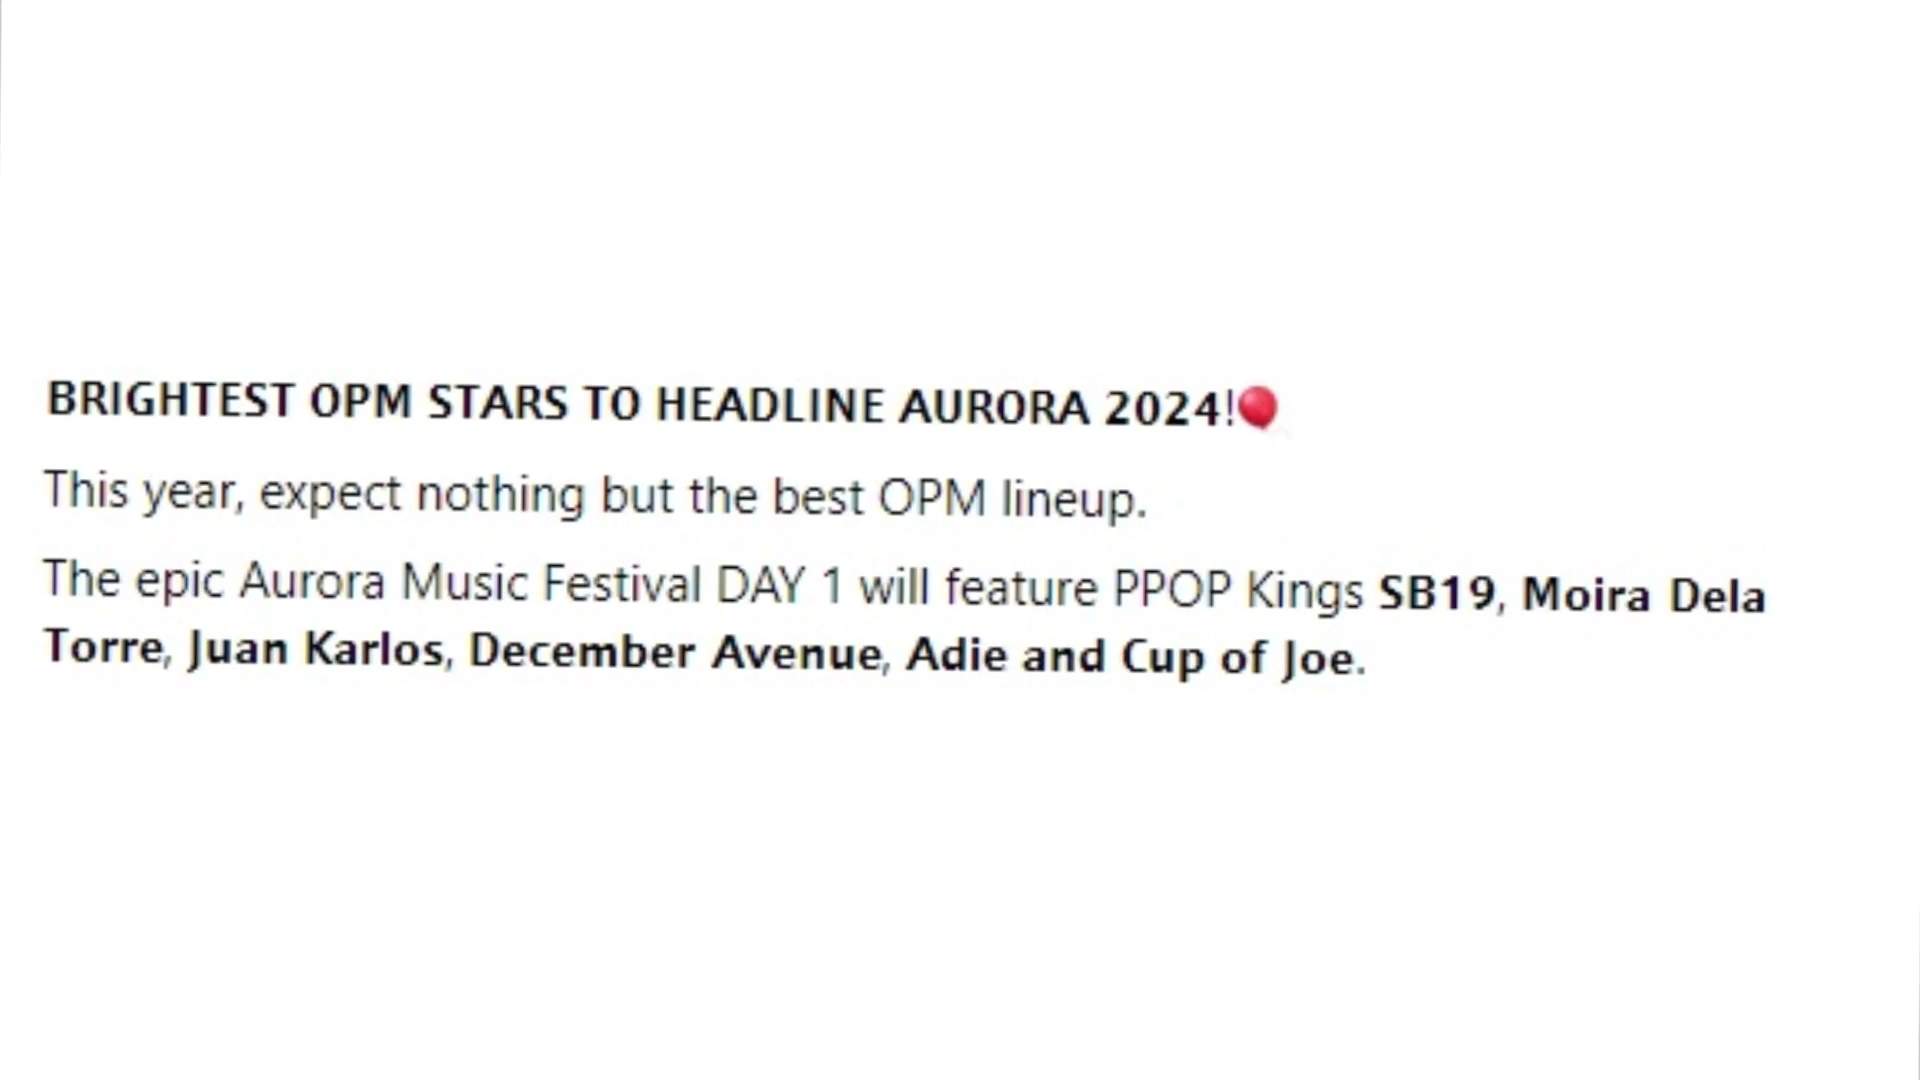 BRIGHTEST OPM STARS TO HEADLINE AURORA 2024!🎈
This year, expect nothing but the best OPM lineup.
The epic Aurora Music Festival DAY 1 will feature PPOP Kings SB19, Moira Dela
Torre, Juan Karlos, December Avenue, Adie and Cup of Joe.